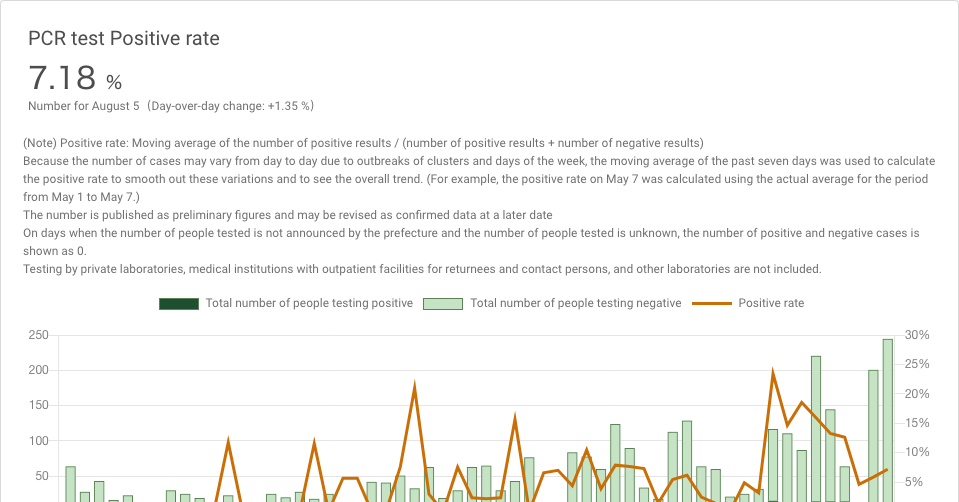 PCR test Positive rate
7.18 %
Number for August 5（Day-over-day change: +1.35 %）
(Note) Positive rate: Moving average of the number of positive results / (number of positive results + number of negative results)
Because the number of cases may vary from day to day due to outbreaks of clusters and days of the week, the moving average of the past seven days was used to calculate
the positive rate to smooth out these variations and to see the overall trend. (For example, the positive rate on May 7 was calculated using the actual average for the period
from May 1 to May 7.)
The number is published as preliminary figures and may be revised as confirmed data at a later date
On days when the number of people tested is not announced by the prefecture and the number of people tested is unknown, the number of positive and negative cases is
shown as 0.
Testing by private laboratories, medical institutions with outpatient facilities for returnees and contact persons, and other laboratories are not included.
Total number of people testing positive Total number of people testing negative Positive rate
250 30%
200 25%
20%
150 15%
100 10%
50 5%